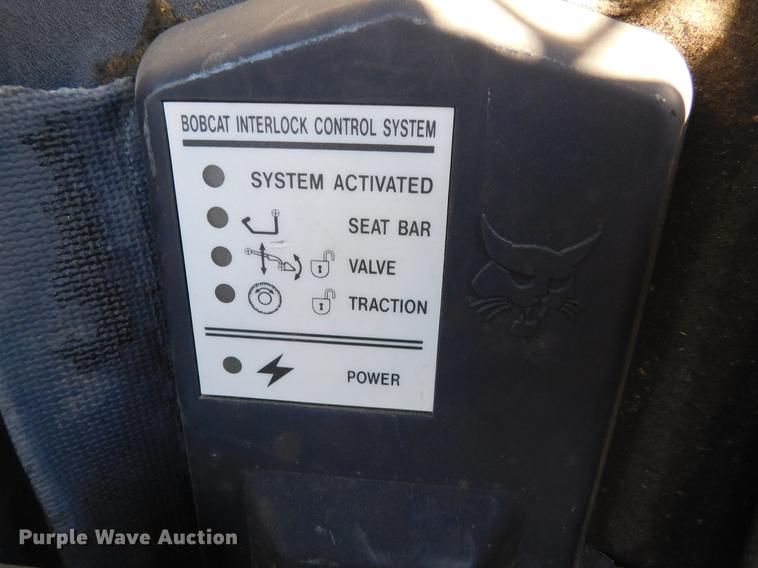 BOBCAT INTERLOCK CONTROL SYSTEM
SYSTEM ACTIVATED
SEAT BAR
VALVE
TRACTION
POWER
Purple Wave Auction